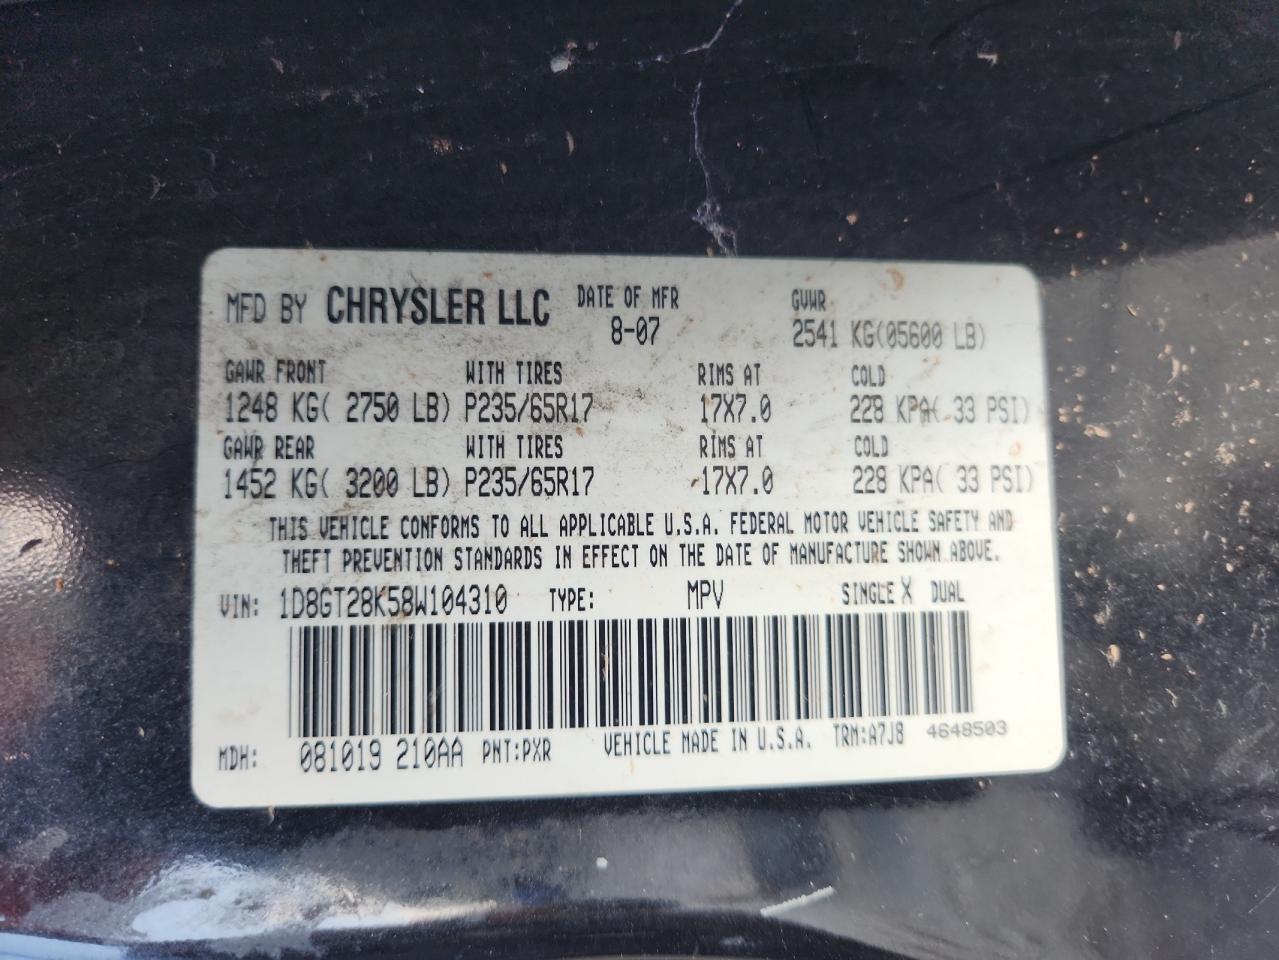 MFD BY CHRYSLER LLC DATE OF MFR GVWR
8-07 2541 KG(05600 LB)
GAWR FRONT WITH TIRES RIMS AT COLD
1248 KG( 2750 LB) P235/65R17 17X7.0 228 KPA( 33 PSI)
GAWR REAR WITH TIRES RIMS AT COLD
1452 KG( 3200 LB) P235/65R17 17X7.0 228 KPA( 33 PSI)
THIS VEHICLE CONFORMS TO ALL APPLICABLE U.S.A. FEDERAL MOTOR VEHICLE SAFETY AND
THEFT PREVENTION STANDARDS IN EFFECT ON THE DATE OF MANUFACTURE SHOWN ABOVE.
VIN: 1D8GT28K58W104310 TYPE: MPV SINGLE X DUAL
MDH: 081019 210AA PNT:PXR VEHICLE MADE IN U.S.A. TRM:A7J8 4648503